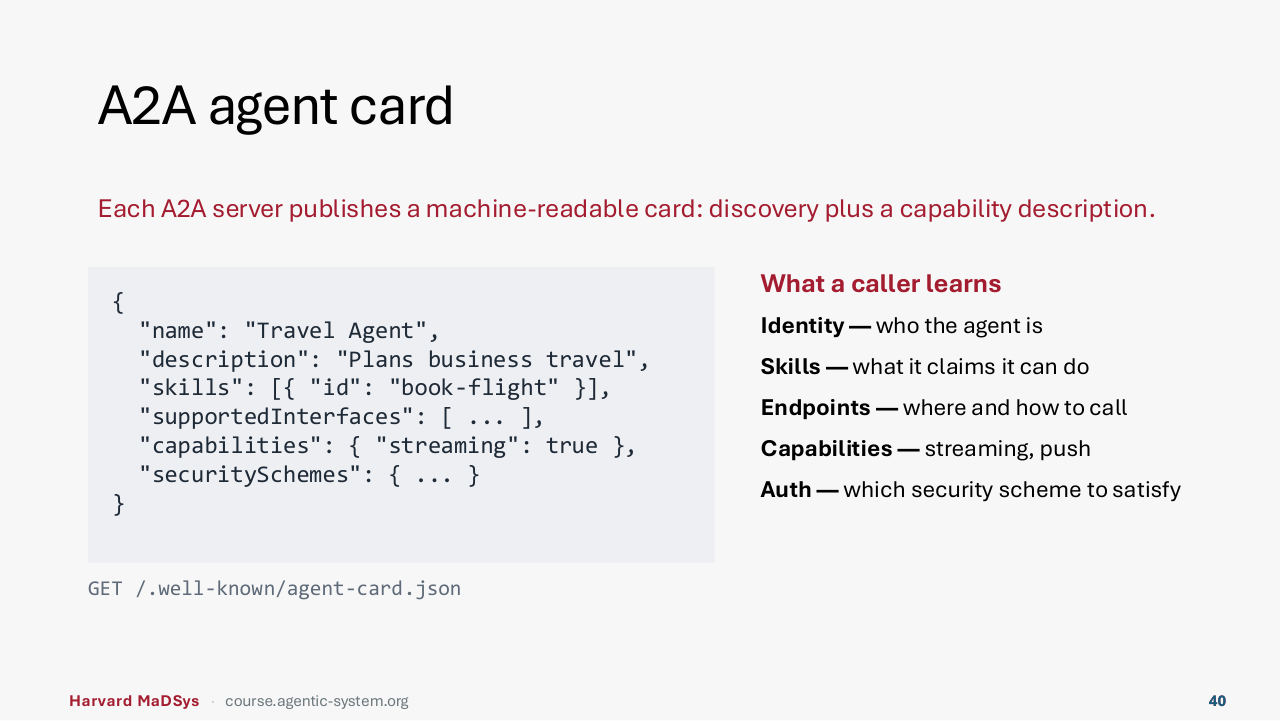 A2A agent card
Each A2A server publishes a machine-readable card: discovery plus a capability description.
{
  "name": "Travel Agent",
  "description": "Plans business travel",
  "skills": [{ "id": "book-flight" }],
  "supportedInterfaces": [ ... ],
  "capabilities": { "streaming": true },
  "securitySchemes": { ... }
}
GET /.well-known/agent-card.json
What a caller learns
Identity — who the agent is
Skills — what it claims it can do
Endpoints — where and how to call
Capabilities — streaming, push
Auth — which security scheme to satisfy
Harvard MaDSys · course.agentic-system.org
40